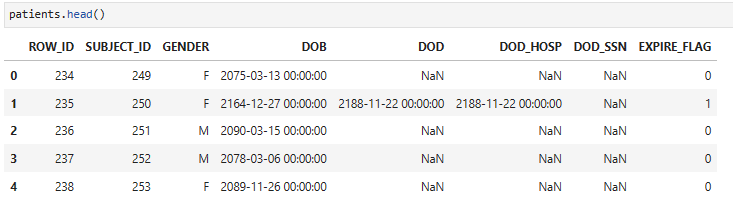 patients.head()
ROW_ID SUBJECT_ID GENDER DOB DOD DOD_HOSP DOD_SSN EXPIRE_FLAG
0 234 249 F 2075-03-13 00:00:00 NaN NaN NaN 0
1 235 250 F 2164-12-27 00:00:00 2188-11-22 00:00:00 2188-11-22 00:00:00 NaN 1
2 236 251 M 2090-03-15 00:00:00 NaN NaN NaN 0
3 237 252 M 2078-03-06 00:00:00 NaN NaN NaN 0
4 238 253 F 2089-11-26 00:00:00 NaN NaN NaN 0